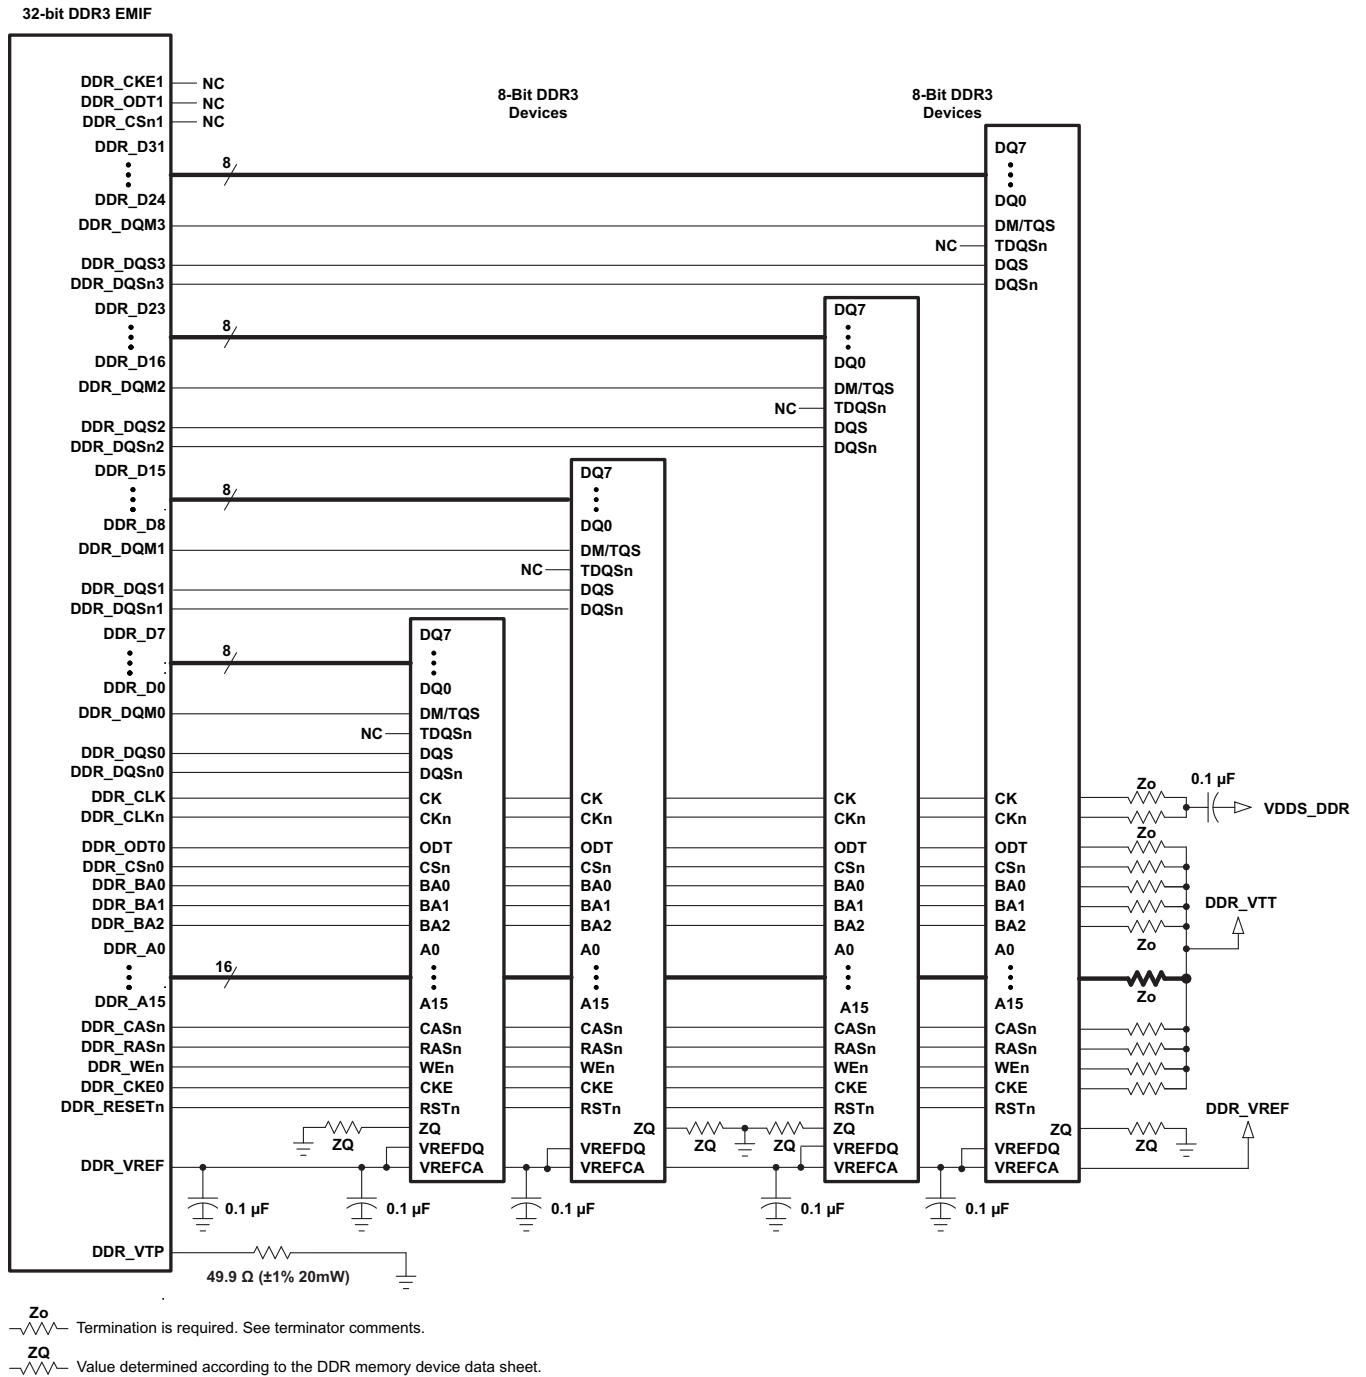 32-bit DDR3 EMIF
DDR_CKE1
NC
DDR_ODT1
NC
DDR_CSn1
NC
8-Bit DDR3
Devices
8-Bit DDR3
Devices
DDR_D31
8
DQ7
DDR_D24
DQ0
DDR_DQM3
DM/TQS
NC
TDQSn
DDR_DQS3
DQS
DDR_DQSn3
DQSn
DDR_D23
8
DQ7
DDR_D16
DQ0
DDR_DQM2
DM/TQS
NC
TDQSn
DDR_DQS2
DQS
DDR_DQSn2
DQSn
DDR_D15
8
DQ7
DDR_D8
DQ0
DDR_DQM1
DM/TQS
NC
TDQSn
DDR_DQS1
DQS
DDR_DQSn1
DQSn
DDR_D7
8
DQ7
DDR_D0
DQ0
DDR_DQM0
DM/TQS
NC
TDQSn
DDR_DQS0
DQS
DDR_DQSn0
DQSn
DDR_CLK
CK
CK
CK
CK
Zo
0.1 µF
VDDS_DDR
DDR_CLKn
CKn
CKn
CKn
CKn
Zo
DDR_ODT0
ODT
ODT
ODT
ODT
DDR_CSn0
CSn
CSn
CSn
CSn
DDR_BA0
BA0
BA0
BA0
BA0
DDR_BA1
BA1
BA1
BA1
BA1
DDR_VTT
DDR_BA2
BA2
BA2
BA2
BA2
Zo
DDR_A0
A0
A0
A0
A0
16
Zo
DDR_A15
A15
A15
A15
A15
DDR_CASn
CASn
CASn
CASn
CASn
DDR_RASn
RASn
RASn
RASn
RASn
DDR_WEn
WEn
WEn
WEn
WEn
DDR_CKE0
CKE
CKE
CKE
CKE
DDR_RESETn
RSTn
RSTn
RSTn
RSTn
DDR_VREF
ZQ
ZQ
ZQ
ZQ
ZQ
ZQ
ZQ
ZQ
VREFDQ
VREFDQ
VREFDQ
VREFDQ
DDR_VREF
VREFCA
VREFCA
VREFCA
VREFCA
0.1 µF
0.1 µF
0.1 µF
0.1 µF
0.1 µF
DDR_VTP
49.9 Ω (±1% 20mW)
Zo
Termination is required. See terminator comments.
ZQ
Value determined according to the DDR memory device data sheet.